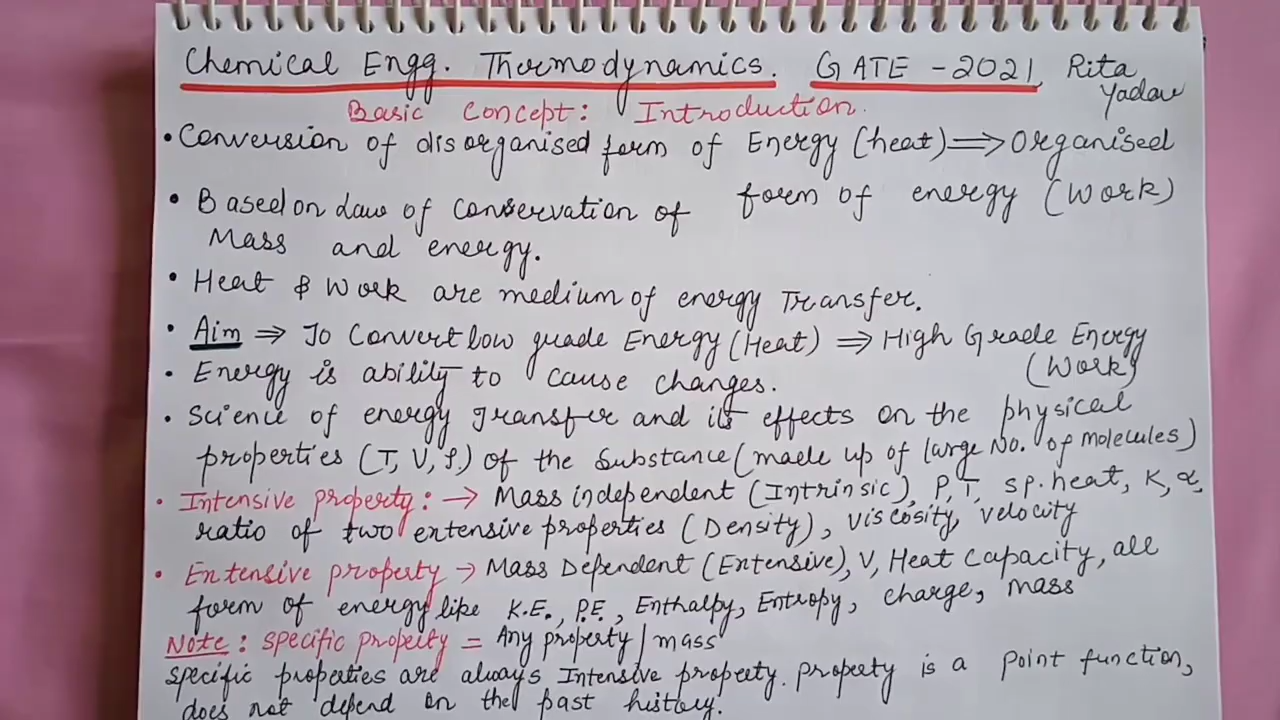 Chemical Engg. Thermodynamics. GATE - 2021 Rita Yadav
Basic Concept: Introduction.
• Conversion of disorganised form of Energy (heat) ⟹ Organised
form of energy (Work)
• Based on Law of conservation of
Mass and energy.
• Heat & Work are medium of energy Transfer.
• Aim ⇒ To Convert low grade Energy (Heat) ⇒ High Grade Energy
(Work)
• Energy is ability to cause changes.
• Science of energy Transfer and its effects on the physical
properties (T, V, P.) of the Substance (made up of large No. of molecules)
• Intensive property: → Mass independent (Intrinsic), P, T, sp. heat, K, α,
ratio of two extensive properties (Density), viscosity, velocity
• Extensive property → Mass Dependent (Extensive), V, Heat Capacity, all
form of energy like K.E., P.E., Enthalpy, Entropy, charge, mass
Note: specific property = Any property / mass
specific properties are always Intensive property. property is a point function,
does not depend on the past history.